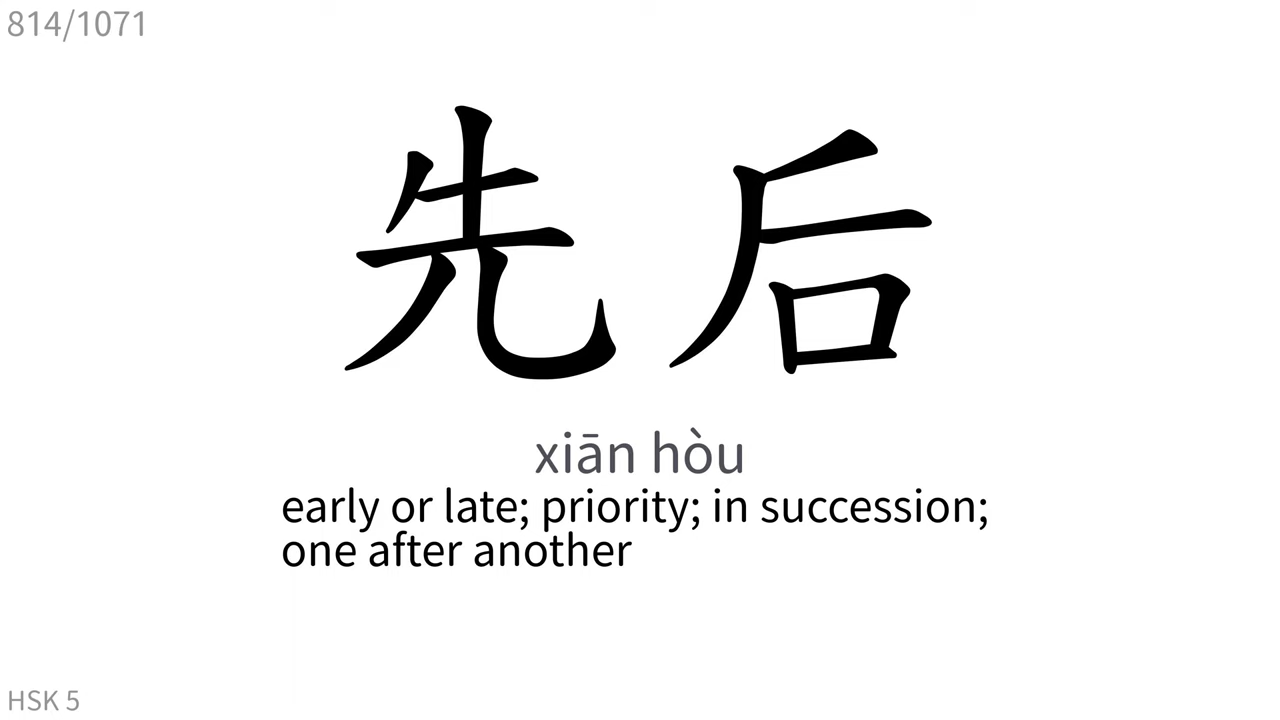 814/1071
先后
xiān hòu
early or late; priority; in succession;
one after another
HSK 5